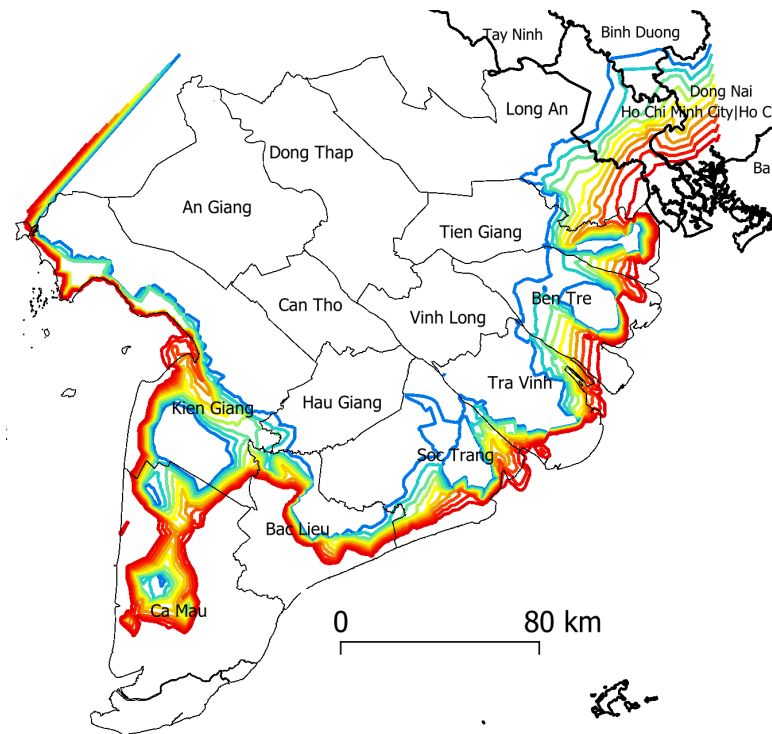 Tay Ninh
Binh Duong
Dong Nai
Long An
Ho Chi Minh City|Ho C
Dong Thap
Ba
An Giang
Tien Giang
Can Tho
Vinh Long
Ben Tre
Tra Vinh
Kien Giang
Hau Giang
Soc Trang
Bac Lieu
Ca Mau
0
80 km